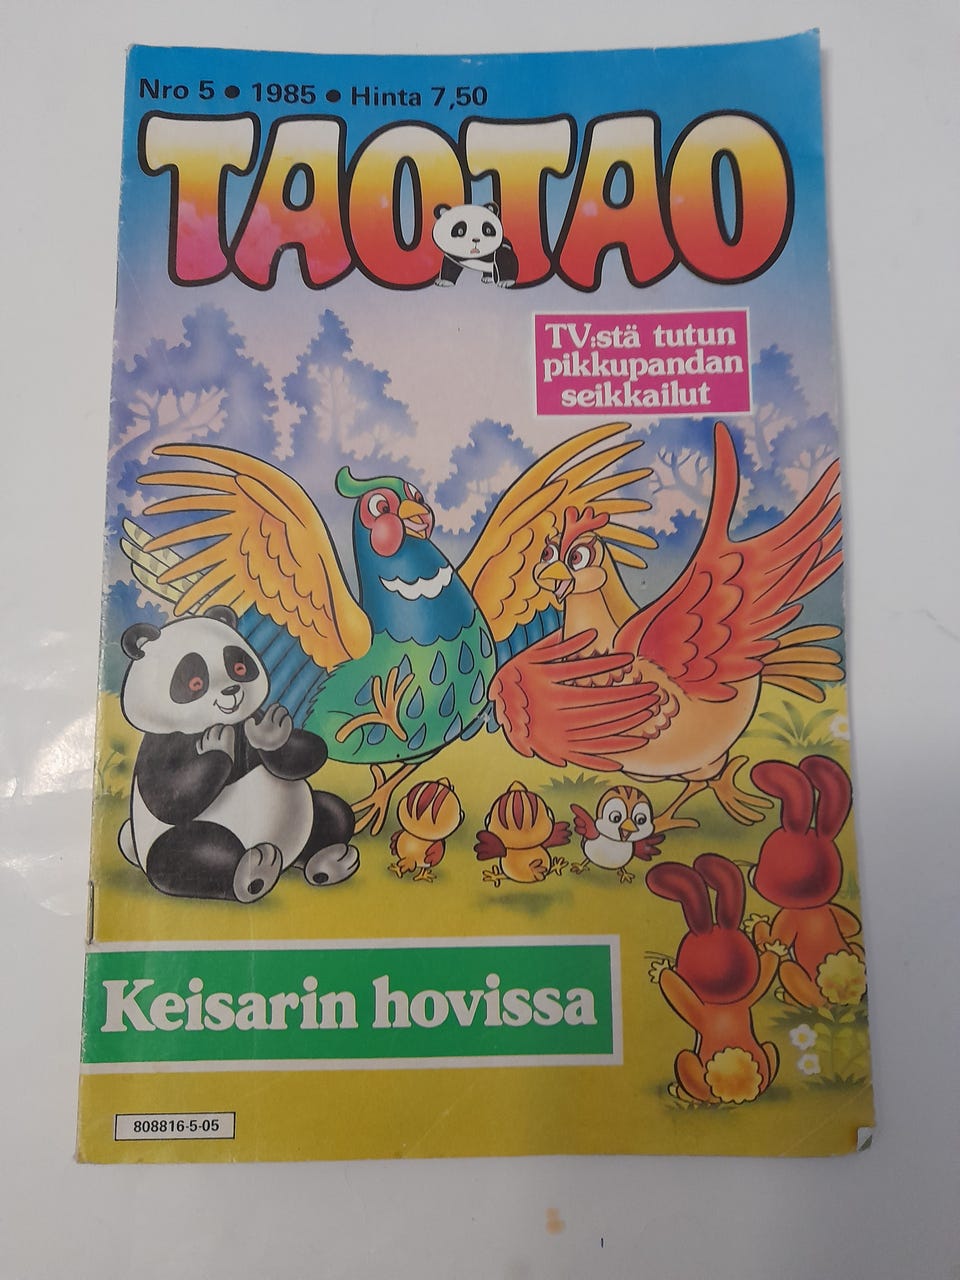 Nro 5 • 1985 • Hinta 7,50
TAOTAO
TV:stä tutun
pikkupandan
seikkailut
Keisarin hovissa
808816-5-05